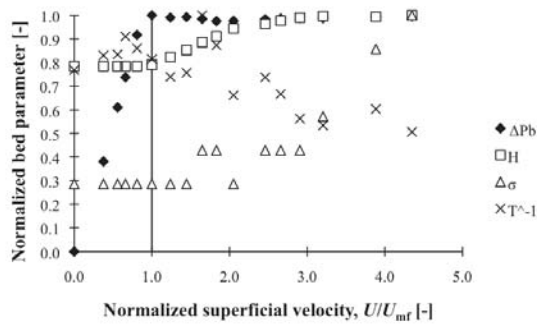 Normalized bed parameter [-]
1.0
0.9
0.8
0.7
0.6
0.5
0.4
0.3
0.2
0.1
0.0
0.0 1.0 2.0 3.0 4.0 5.0
Normalized superficial velocity, U/Umf [-]
ΔPb
H
σ
T^-1